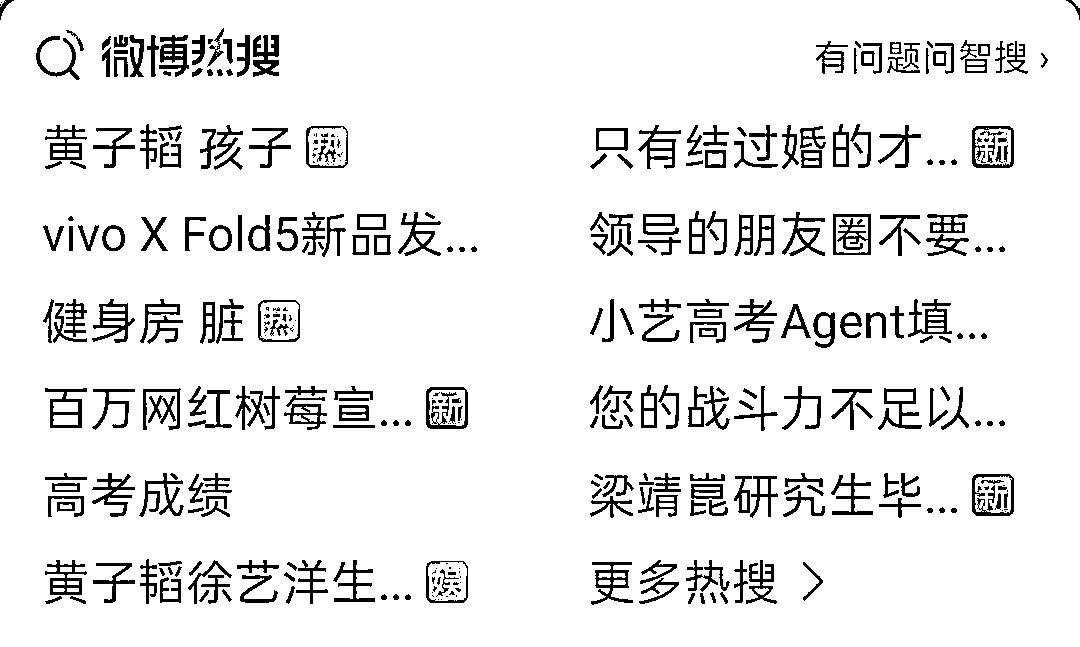 微博热搜
有问题问智搜 ›
黄子韬 孩子 热
只有结过婚的才... 新
vivo X Fold5新品发...
领导的朋友圈不要...
健身房 脏 热
小艺高考Agent填...
百万网红树莓宣... 新
您的战斗力不足以...
高考成绩
梁靖崑研究生毕... 新
黄子韬徐艺洋生... 娱
更多热搜 >